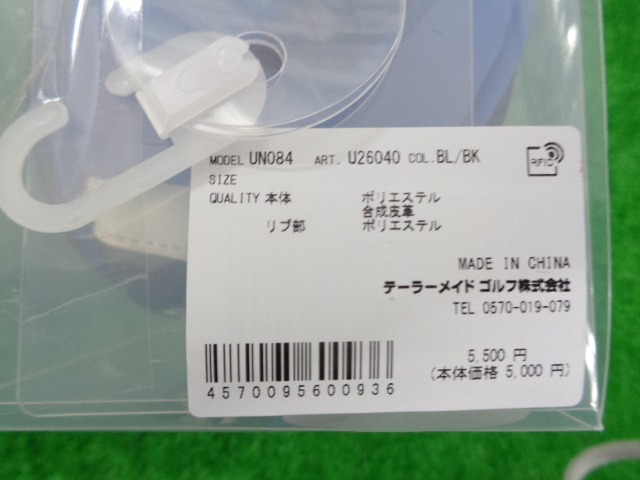 MODEL UN084 ART. U26040 COL.BL/BK
RFID
SIZE
QUALITY 本体 ポリエステル
合成皮革
リブ部 ポリエステル
MADE IN CHINA
テーラーメイド ゴルフ株式会社
TEL 0570-019-079
5,500 円
(本体価格 5,000 円)
4570095600936